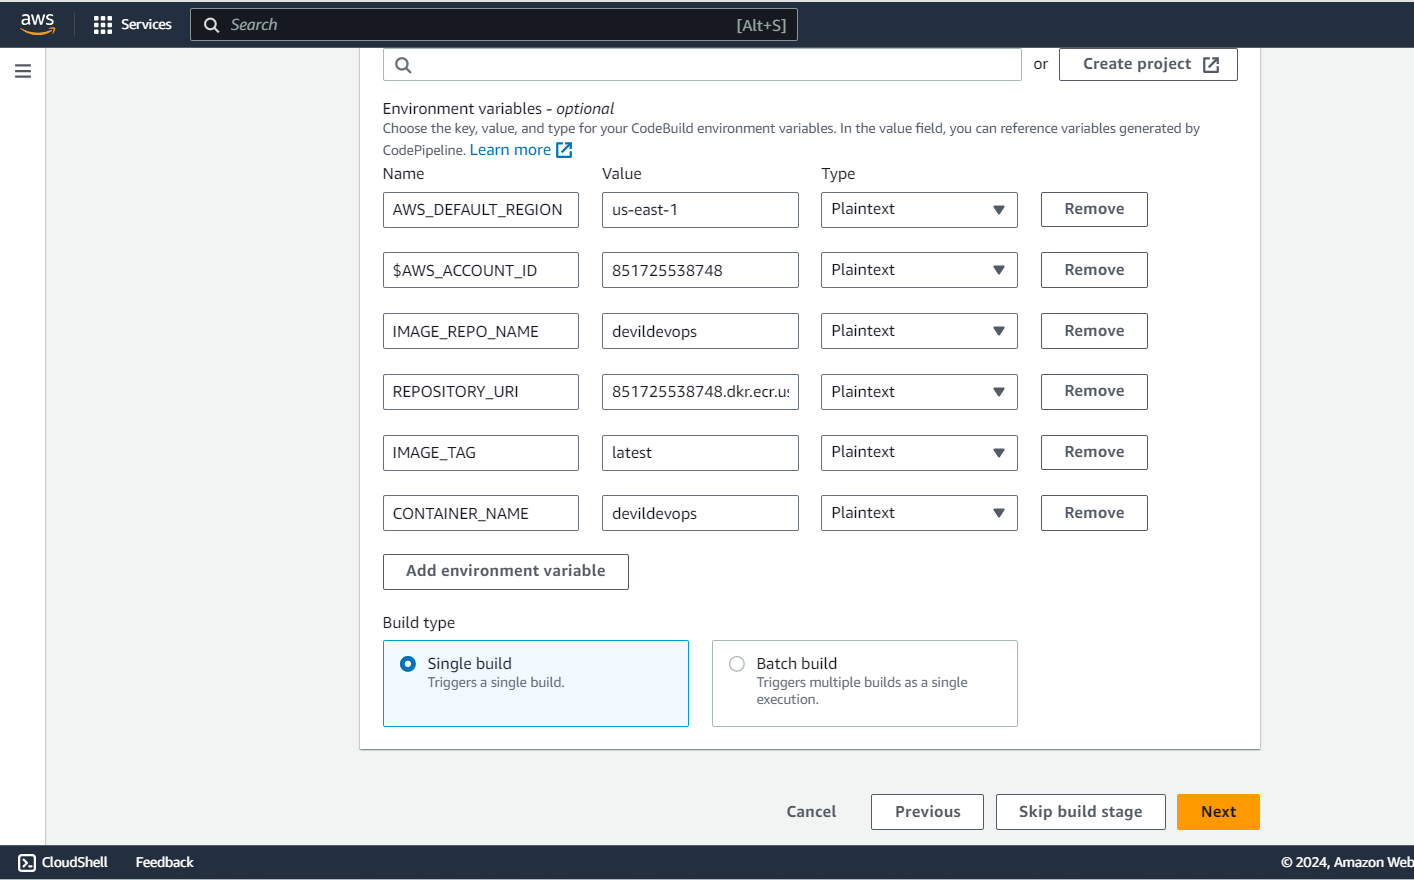 aws Services Search [Alt+S]
or Create project
Environment variables - optional
Choose the key, value, and type for your CodeBuild environment variables. In the value field, you can reference variables generated by
CodePipeline. Learn more
Name Value Type
AWS_DEFAULT_REGION us-east-1 Plaintext Remove
$AWS_ACCOUNT_ID 851725538748 Plaintext Remove
IMAGE_REPO_NAME devildevops Plaintext Remove
REPOSITORY_URI 851725538748.dkr.ecr.us Plaintext Remove
IMAGE_TAG latest Plaintext Remove
CONTAINER_NAME devildevops Plaintext Remove
Add environment variable
Build type
Single build
Triggers a single build.
Batch build
Triggers multiple builds as a single
execution.
Cancel Previous Skip build stage Next
CloudShell Feedback © 2024, Amazon Web